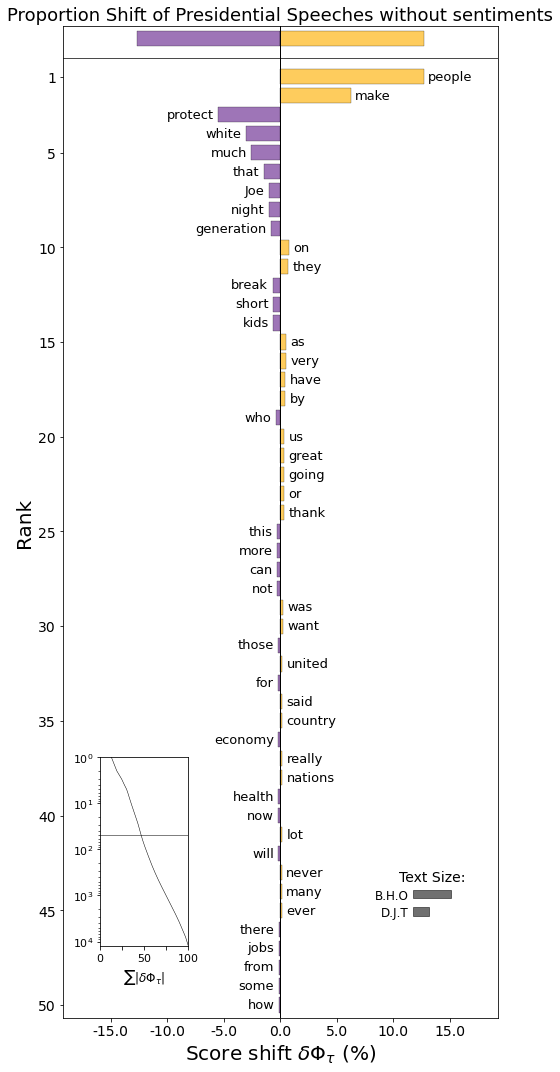 Proportion Shift of Presidential Speeches without sentiments
1
people
make
protect
white
5
much
that
Joe
night
generation
10
on
they
break
short
kids
15
as
very
have
by
who
20
us
great
going
or
thank
25
this
more
can
not
was
30
want
those
united
for
said
35
country
economy
really
nations
health
40
now
lot
will
never
many
45
ever
there
jobs
from
some
50
how
Rank
10⁰
10¹
10²
10³
10⁴
0 50 100
∑|δΦτ|
Text Size:
B.H.O
D.J.T
-15.0 -10.0 -5.0 0.0 5.0 10.0 15.0
Score shift δΦτ (%)